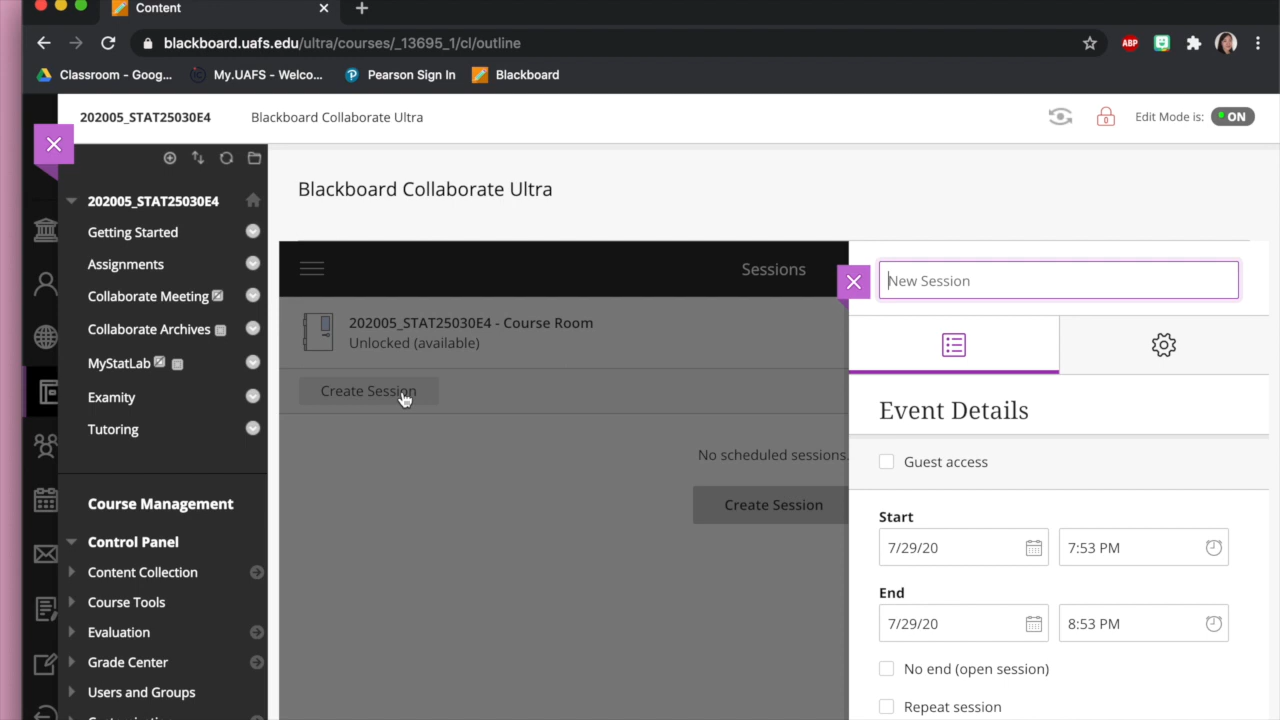 Content
blackboard.uafs.edu/ultra/courses/_13695_1/cl/outline
ABP
Classroom - Goog...
My.UAFS - Welco...
Pearson Sign In
Blackboard
202005_STAT25030E4
Blackboard Collaborate Ultra
Edit Mode is:
ON
202005_STAT25030E4
Getting Started
Assignments
Collaborate Meeting
Collaborate Archives
MyStatLab
Examity
Tutoring
Course Management
Control Panel
Content Collection
Course Tools
Evaluation
Grade Center
Users and Groups
Blackboard Collaborate Ultra
Sessions
202005_STAT25030E4 - Course Room
Unlocked (available)
Create Session
No scheduled sessions.
Create Session
New Session
Event Details
Guest access
Start
7/29/20
7:53 PM
End
7/29/20
8:53 PM
No end (open session)
Repeat session